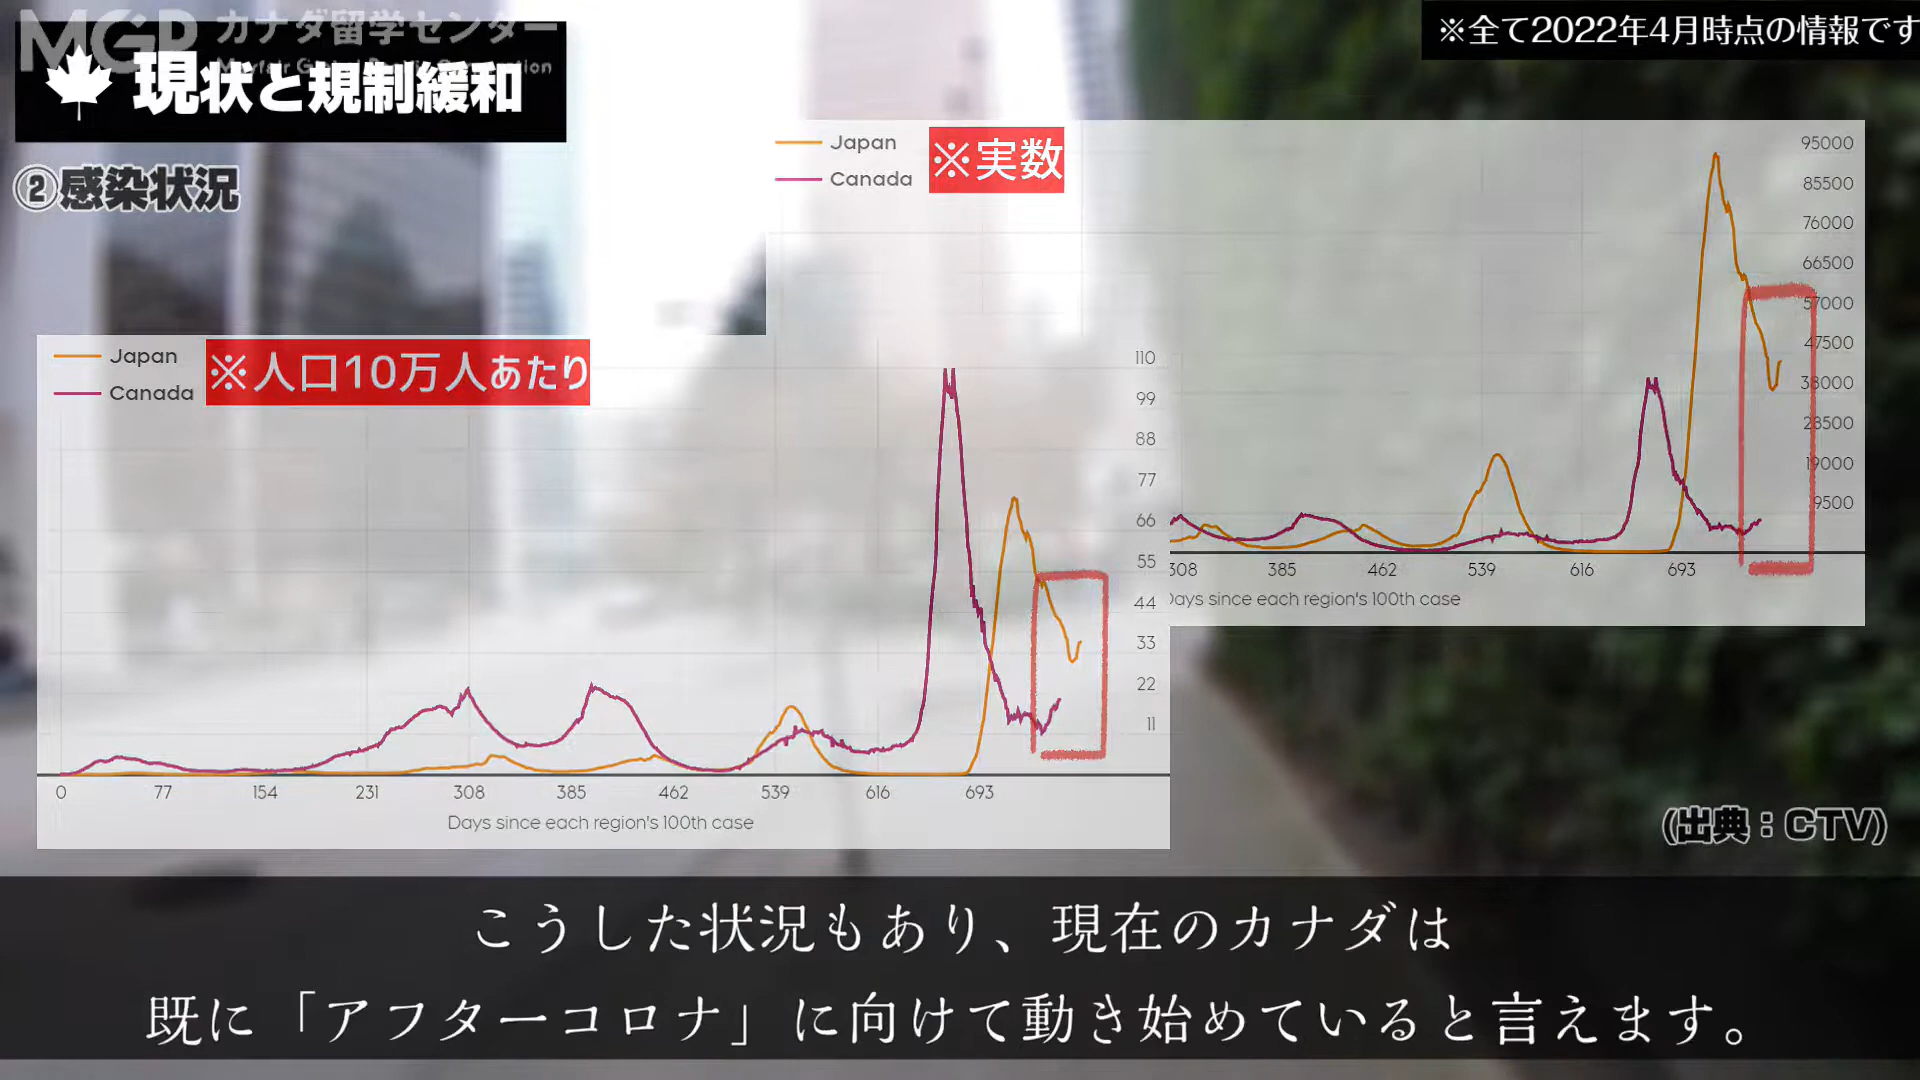 MGP カナダ留学センター
現状と規制緩和
※全て2022年4月時点の情報です
②感染状況
Japan
Canada
※実数
95000
85500
76000
66500
57000
47500
38000
28500
19000
9500
308 385 462 539 616 693
Days since each region's 100th case
Japan
Canada
※人口10万人あたり
110
99
88
77
66
55
44
33
22
11
0 77 154 231 308 385 462 539 616 693
Days since each region's 100th case
(出典：CTV)
こうした状況もあり、現在のカナダは
既に「アフターコロナ」に向けて動き始めていると言えます。